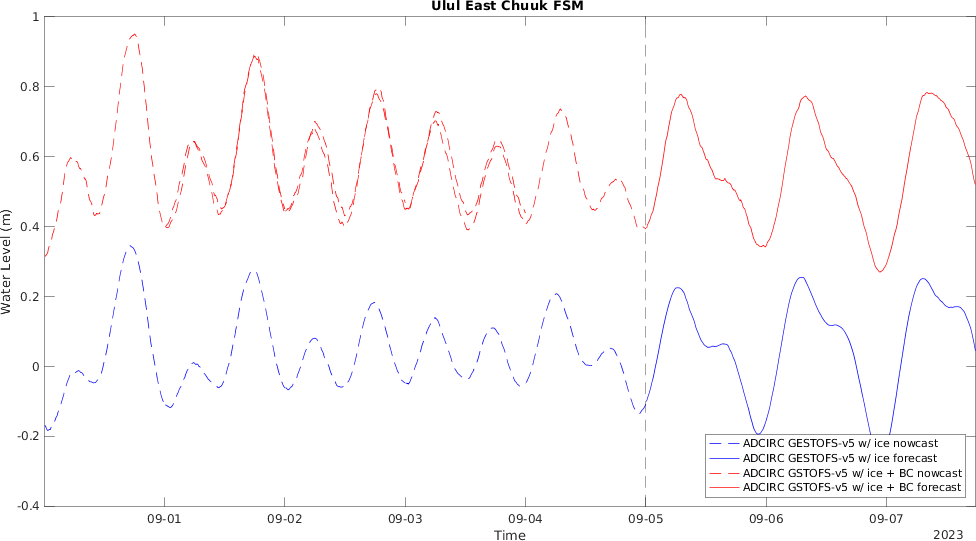 Ulul East Chuuk FSM
Water Level (m)
1
0.8
0.6
0.4
0.2
0
-0.2
-0.4
ADCIRC GESTOFS-v5 w/ ice nowcast
ADCIRC GESTOFS-v5 w/ ice forecast
ADCIRC GSTOFS-v5 w/ ice + BC nowcast
ADCIRC GSTOFS-v5 w/ ice + BC forecast
09-01 09-02 09-03 09-04 09-05 09-06 09-07
Time
2023